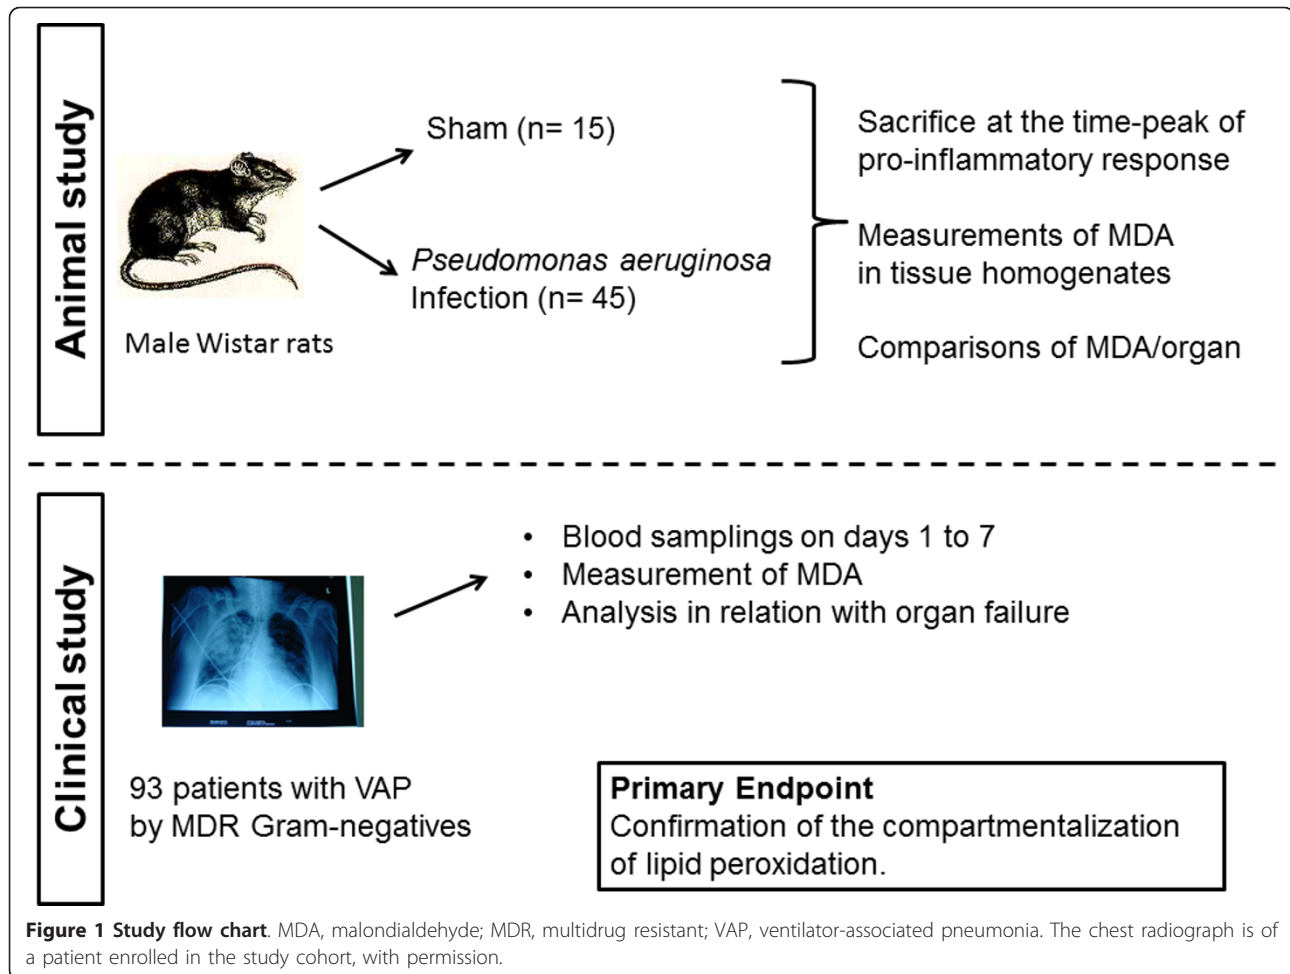 Animal study
Sham (n= 15)
Pseudomonas aeruginosa
Infection (n= 45)
Male Wistar rats
Sacrifice at the time-peak of
pro-inflammatory response
Measurements of MDA
in tissue homogenates
Comparisons of MDA/organ
Clinical study
• Blood samplings on days 1 to 7
• Measurement of MDA
• Analysis in relation with organ failure
L
93 patients with VAP
by MDR Gram-negatives
Primary Endpoint
Confirmation of the compartmentalization
of lipid peroxidation.
Figure 1 Study flow chart. MDA, malondialdehyde; MDR, multidrug resistant; VAP, ventilator-associated pneumonia. The chest radiograph is of
a patient enrolled in the study cohort, with permission.